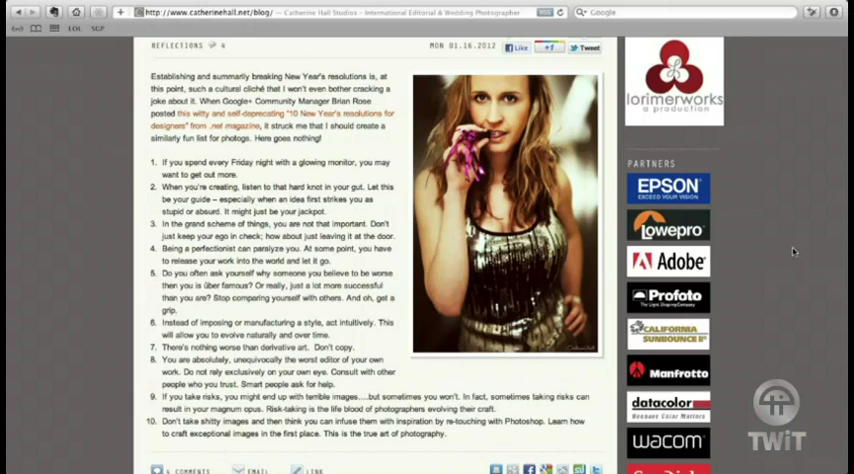 http://www.catherinehall.net/blog/ — Catherine Hall Studios – International Editorial & Wedding Photographer
RSS
Google
LOL
SGP
REFLECTIONS 4
MON 01.16.2012
Like
+1
Tweet
Establishing and summarily breaking New Year's resolutions is, at
this point, such a cultural cliché that I won't even bother cracking a
joke about it. When Google+ Community Manager Brian Rose
posted this witty and self-deprecating "10 New Year's resolutions for
designers" from .net magazine, it struck me that I should create a
similarly fun list for photogs. Here goes nothing!
1. If you spend every Friday night with a glowing monitor, you may
want to get out more.
2. When you're creating, listen to that hard knot in your gut. Let this
be your guide – especially when an idea first strikes you as
stupid or absurd. It might just be your jackpot.
3. In the grand scheme of things, you are not that important. Don't
just keep your ego in check; how about just leaving it at the door.
4. Being a perfectionist can paralyze you. At some point, you have
to release your work into the world and let it go.
5. Do you often ask yourself why someone you believe to be worse
then you is über famous? Or really, just a lot more successful
than you are? Stop comparing yourself with others. And oh, get a
grip.
6. Instead of imposing or manufacturing a style, act intuitively. This
will allow you to evolve naturally and over time.
7. There's nothing worse than derivative art. Don't copy.
8. You are absolutely, unequivocally the worst editor of your own
work. Do not rely exclusively on your own eye. Consult with other
people who you trust. Smart people ask for help.
9. If you take risks, you might end up with terrible images....but sometimes you won't. In fact, sometimes taking risks can
result in your magnum opus. Risk-taking is the life blood of photographers evolving their craft.
10. Don't take shitty images and then think you can infuse them with inspiration by re-touching with Photoshop. Learn how
to craft exceptional images in the first place. This is the true art of photography.
4 COMMENTS
EMAIL
LINK
lorimerworks
a production
PARTNERS
EPSON
EXCEED YOUR VISION
Lowepro
Adobe
Profoto
The Light Shaping Company
CALIFORNIA
SUNBOUNCE
Manfrotto
datacolor
Because Color Matters
WACOM
SanDisk
TWiT